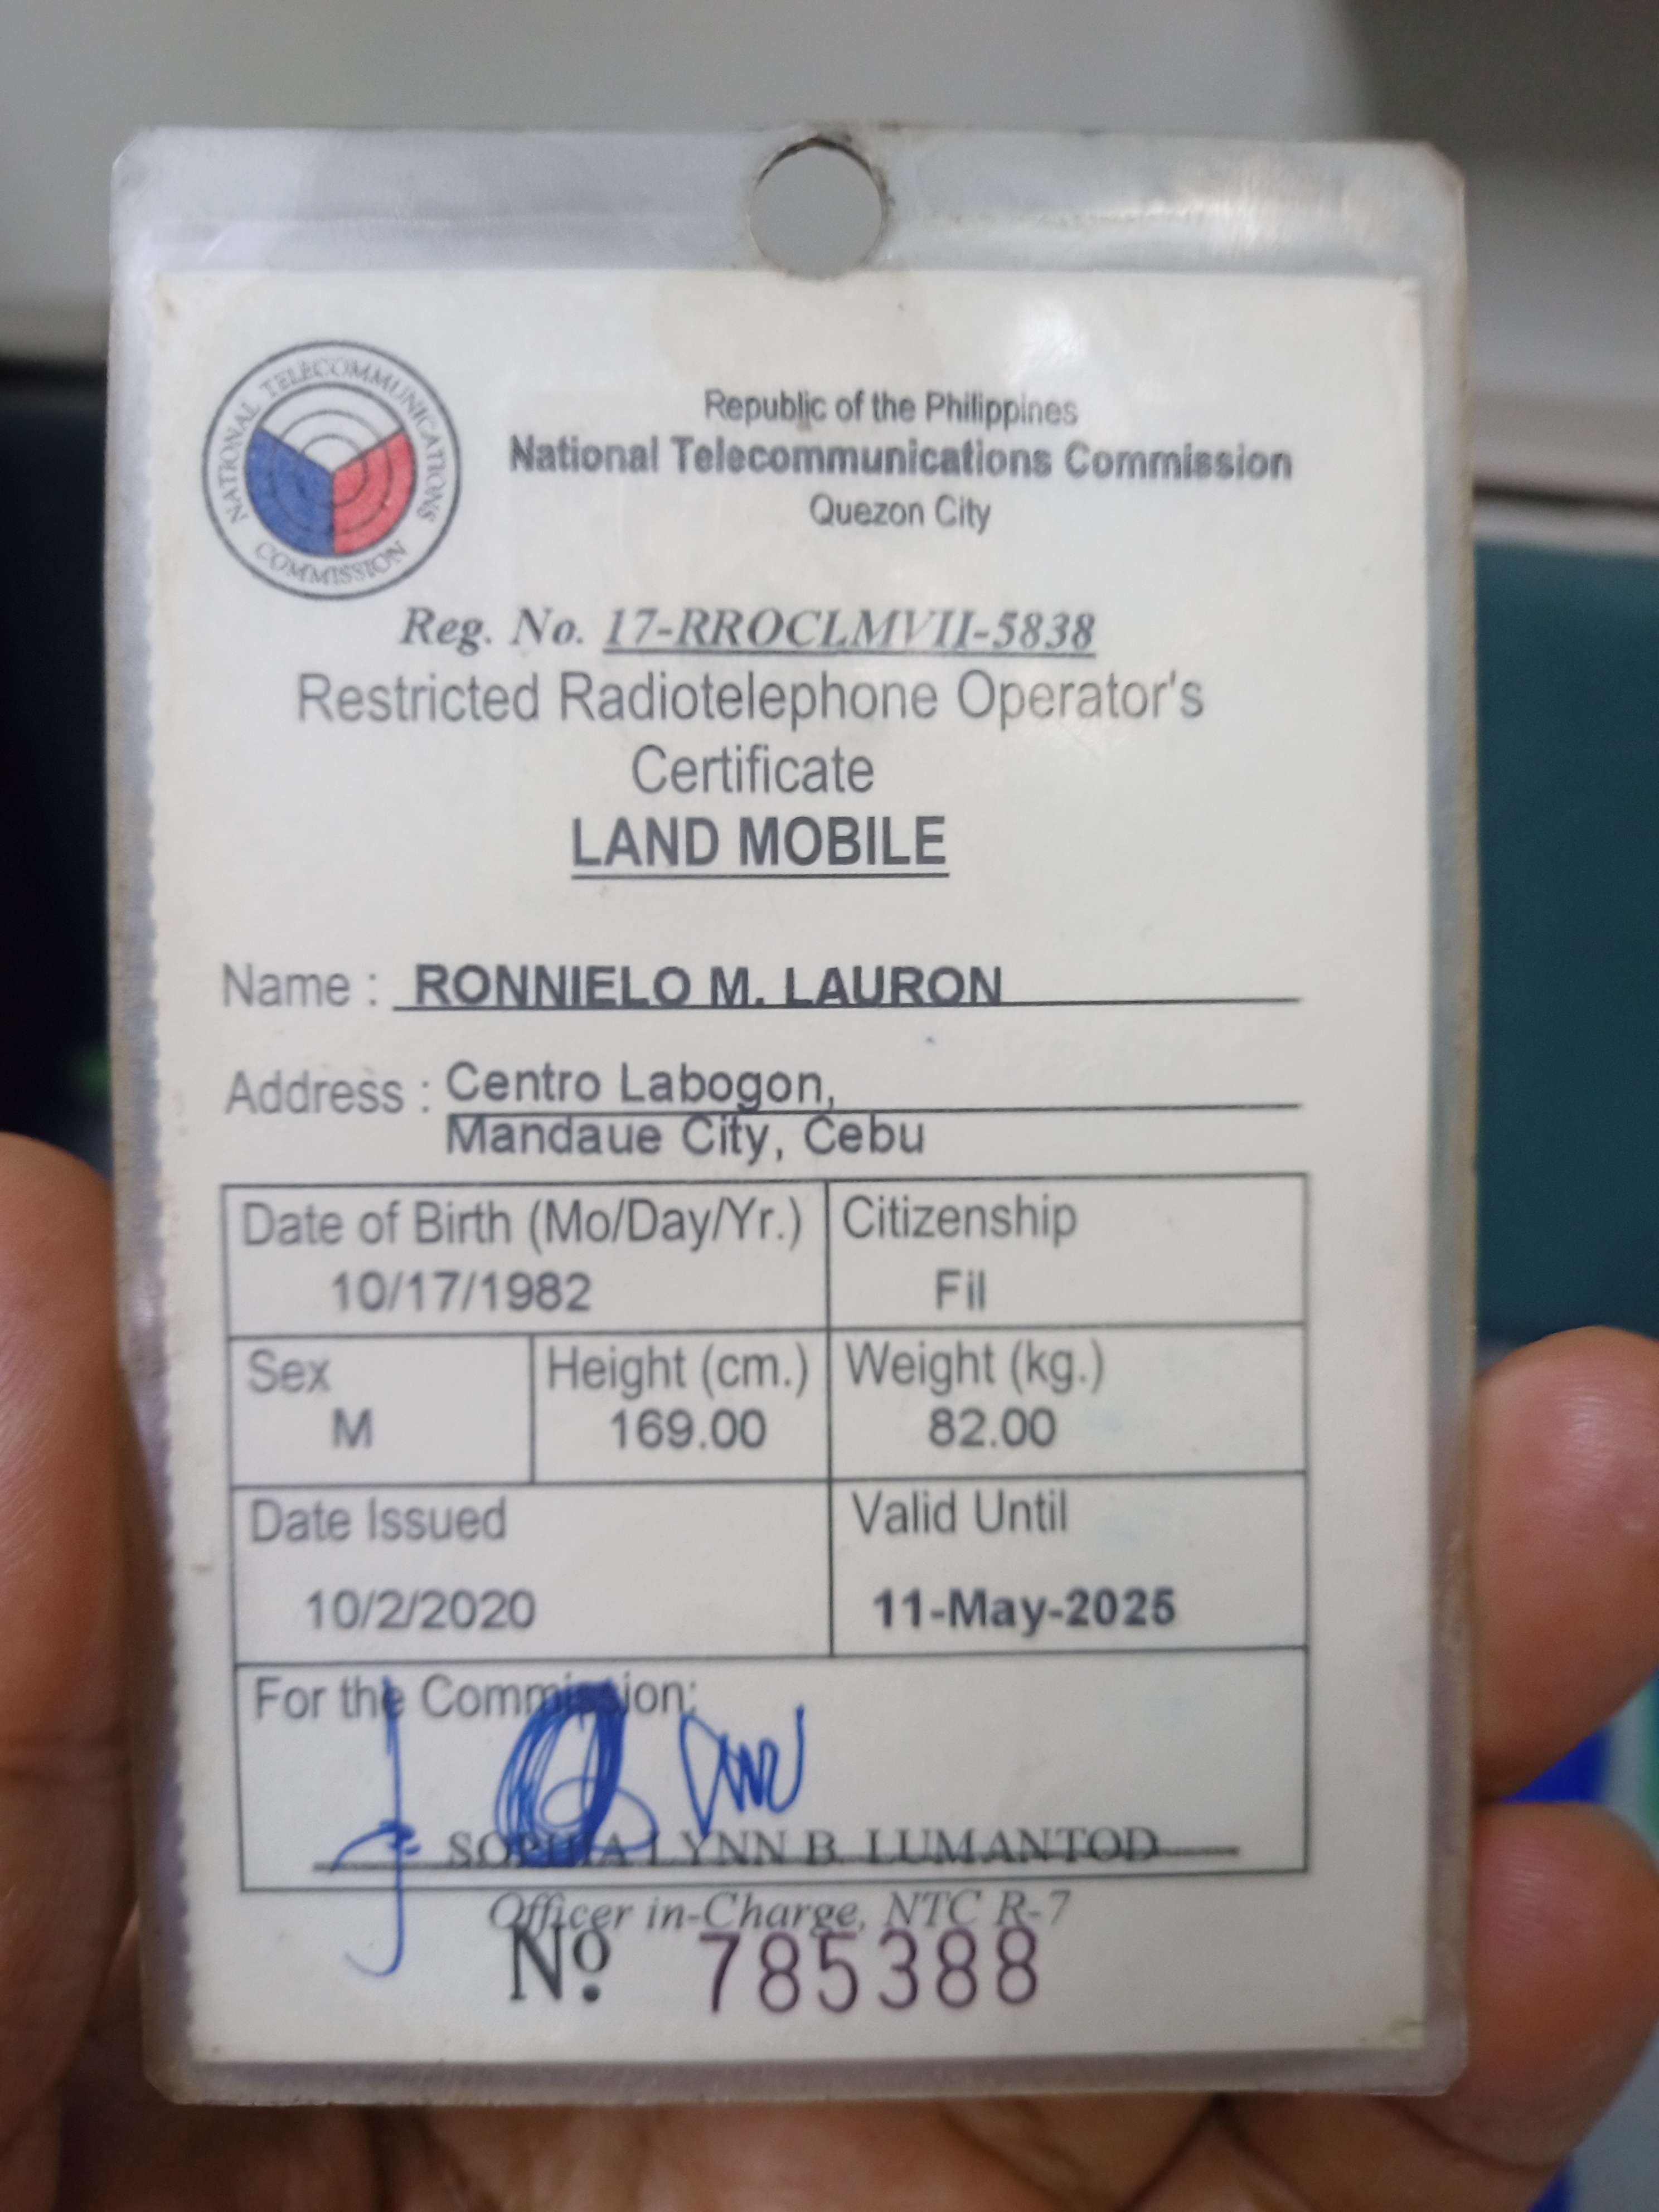 NATIONAL TELECOMMUNICATIONS COMMISSION
Republic of the Philippines
National Telecommunications Commission
Quezon City
Reg. No. 17-RROCLMVII-5838
Restricted Radiotelephone Operator's
Certificate
LAND MOBILE
Name : RONNIELO M. LAURON
Address : Centro Labogon,
Mandaue City, Cebu
Date of Birth (Mo/Day/Yr.) Citizenship
10/17/1982 Fil
Sex Height (cm.) Weight (kg.)
M 169.00 82.00
Date Issued Valid Until
10/2/2020 11-May-2025
For the Commission:
SOPHIA LYNN B. LUMANTOD
Officer in-Charge, NTC R-7
№ 785388